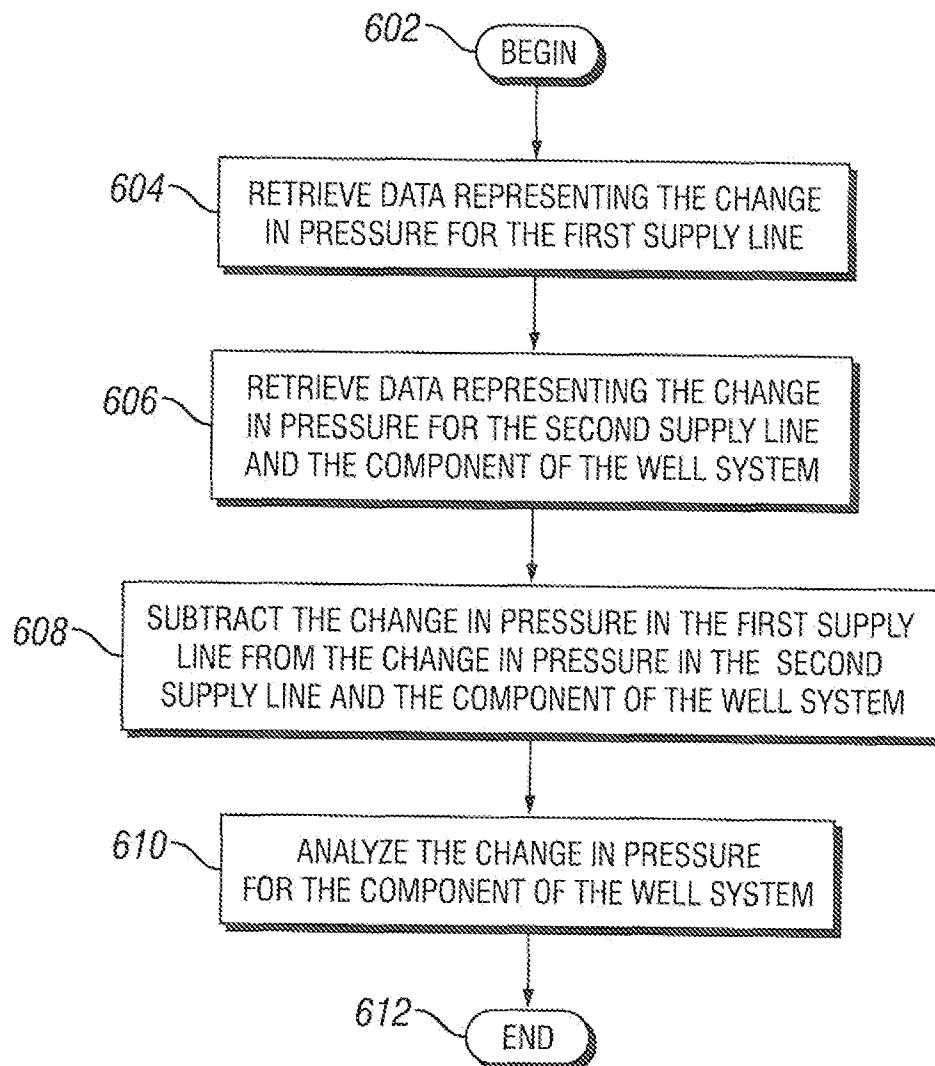 602
BEGIN
604
RETRIEVE DATA REPRESENTING THE CHANGE
IN PRESSURE FOR THE FIRST SUPPLY LINE
606
RETRIEVE DATA REPRESENTING THE CHANGE
IN PRESSURE FOR THE SECOND SUPPLY LINE
AND THE COMPONENT OF THE WELL SYSTEM
608
SUBTRACT THE CHANGE IN PRESSURE IN THE FIRST SUPPLY
LINE FROM THE CHANGE IN PRESSURE IN THE SECOND
SUPPLY LINE AND THE COMPONENT OF THE WELL SYSTEM
610
ANALYZE THE CHANGE IN PRESSURE
FOR THE COMPONENT OF THE WELL SYSTEM
612
END